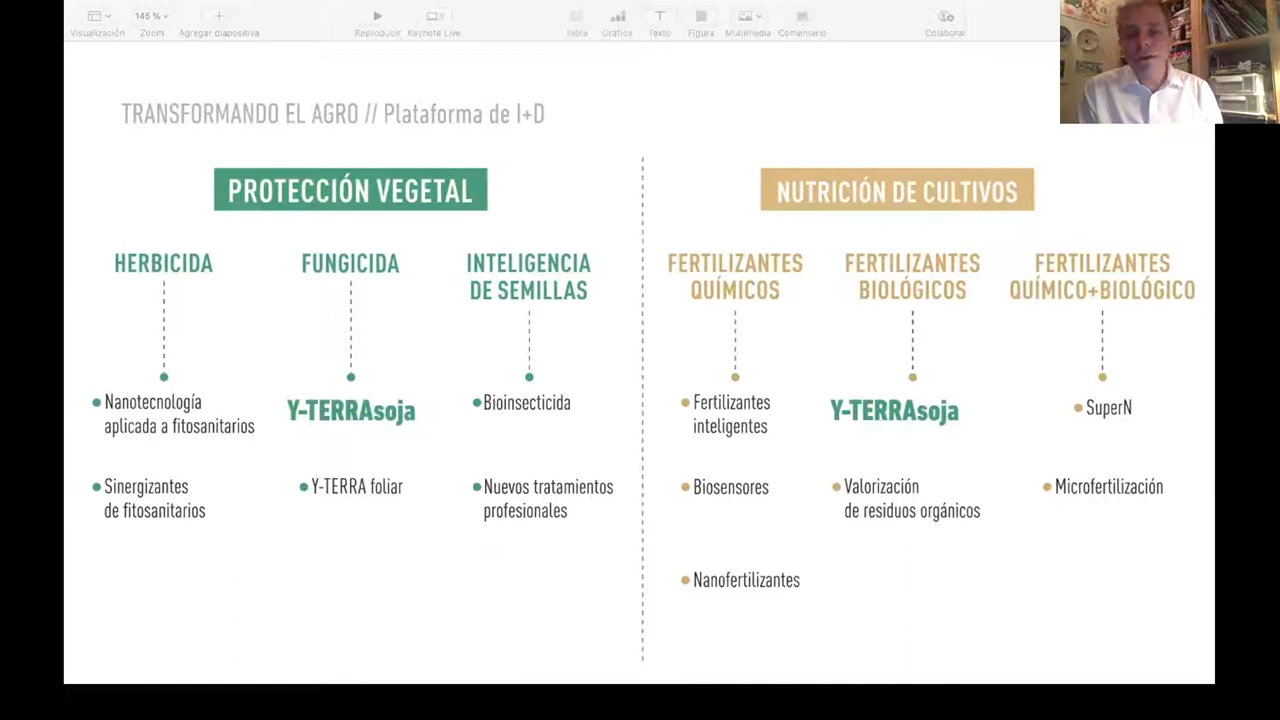 145 %
Visualización
Zoom
Agregar diapositiva
Reproducir
Keynote Live
Tabla
Gráfica
Texto
Figura
Multimedia
Comentario
Colaborar
TRANSFORMANDO EL AGRO // Plataforma de I+D
PROTECCIÓN VEGETAL
HERBICIDA
Nanotecnología
aplicada a fitosanitarios
Sinergizantes
de fitosanitarios
FUNGICIDA
Y-TERRAsoja
Y-TERRA foliar
INTELIGENCIA
DE SEMILLAS
Bioinsecticida
Nuevos tratamientos
profesionales
NUTRICIÓN DE CULTIVOS
FERTILIZANTES
QUÍMICOS
Fertilizantes
inteligentes
Biosensores
Nanofertilizantes
FERTILIZANTES
BIOLÓGICOS
Y-TERRAsoja
Valorización
de residuos orgánicos
FERTILIZANTES
QUÍMICO+BIOLÓGICO
SuperN
Microfertilización